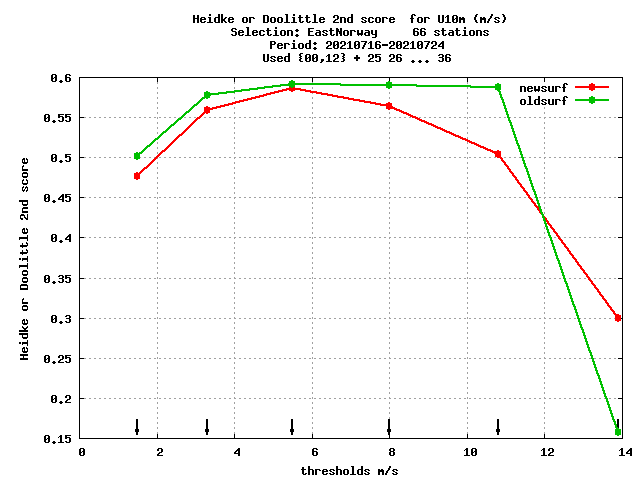 Heidke or Doolittle 2nd score  for U10m (m/s)
Selection: EastNorway     66 stations
Period: 20210716-20210724
Used {00,12} + 25 26 ... 36
newsurf
oldsurf
Heidke or Doolittle 2nd score
0.6
0.55
0.5
0.45
0.4
0.35
0.3
0.25
0.2
0.15
0 2 4 6 8 10 12 14
thresholds m/s